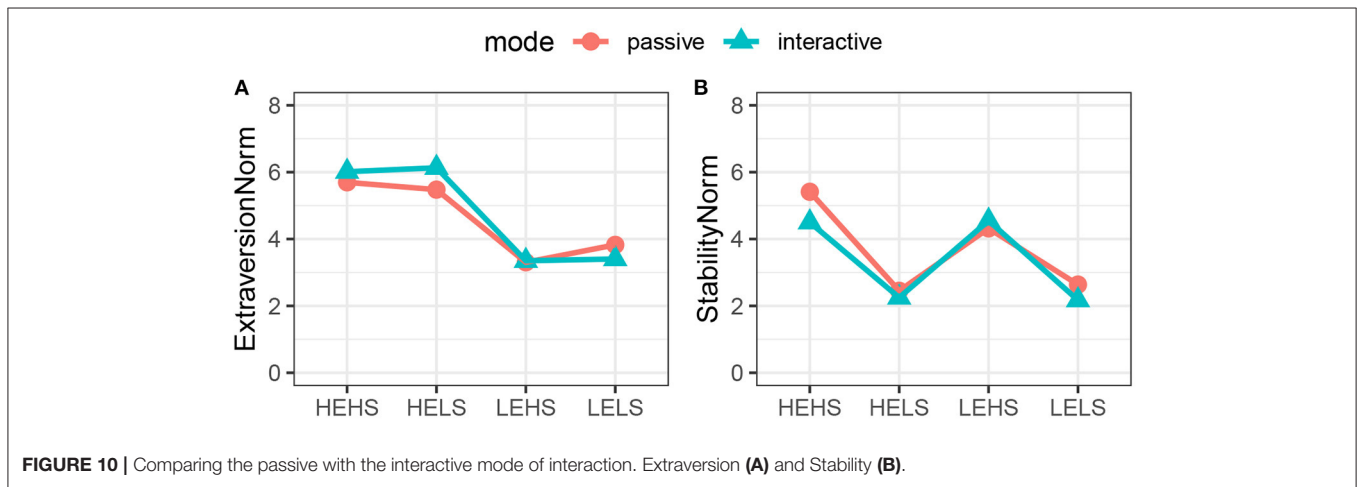 mode passive interactive
A
ExtraversionNorm
8
6
4
2
0
HEHS HELS LEHS LELS
B
StabilityNorm
8
6
4
2
0
HEHS HELS LEHS LELS
FIGURE 10 | Comparing the passive with the interactive mode of interaction. Extraversion (A) and Stability (B).